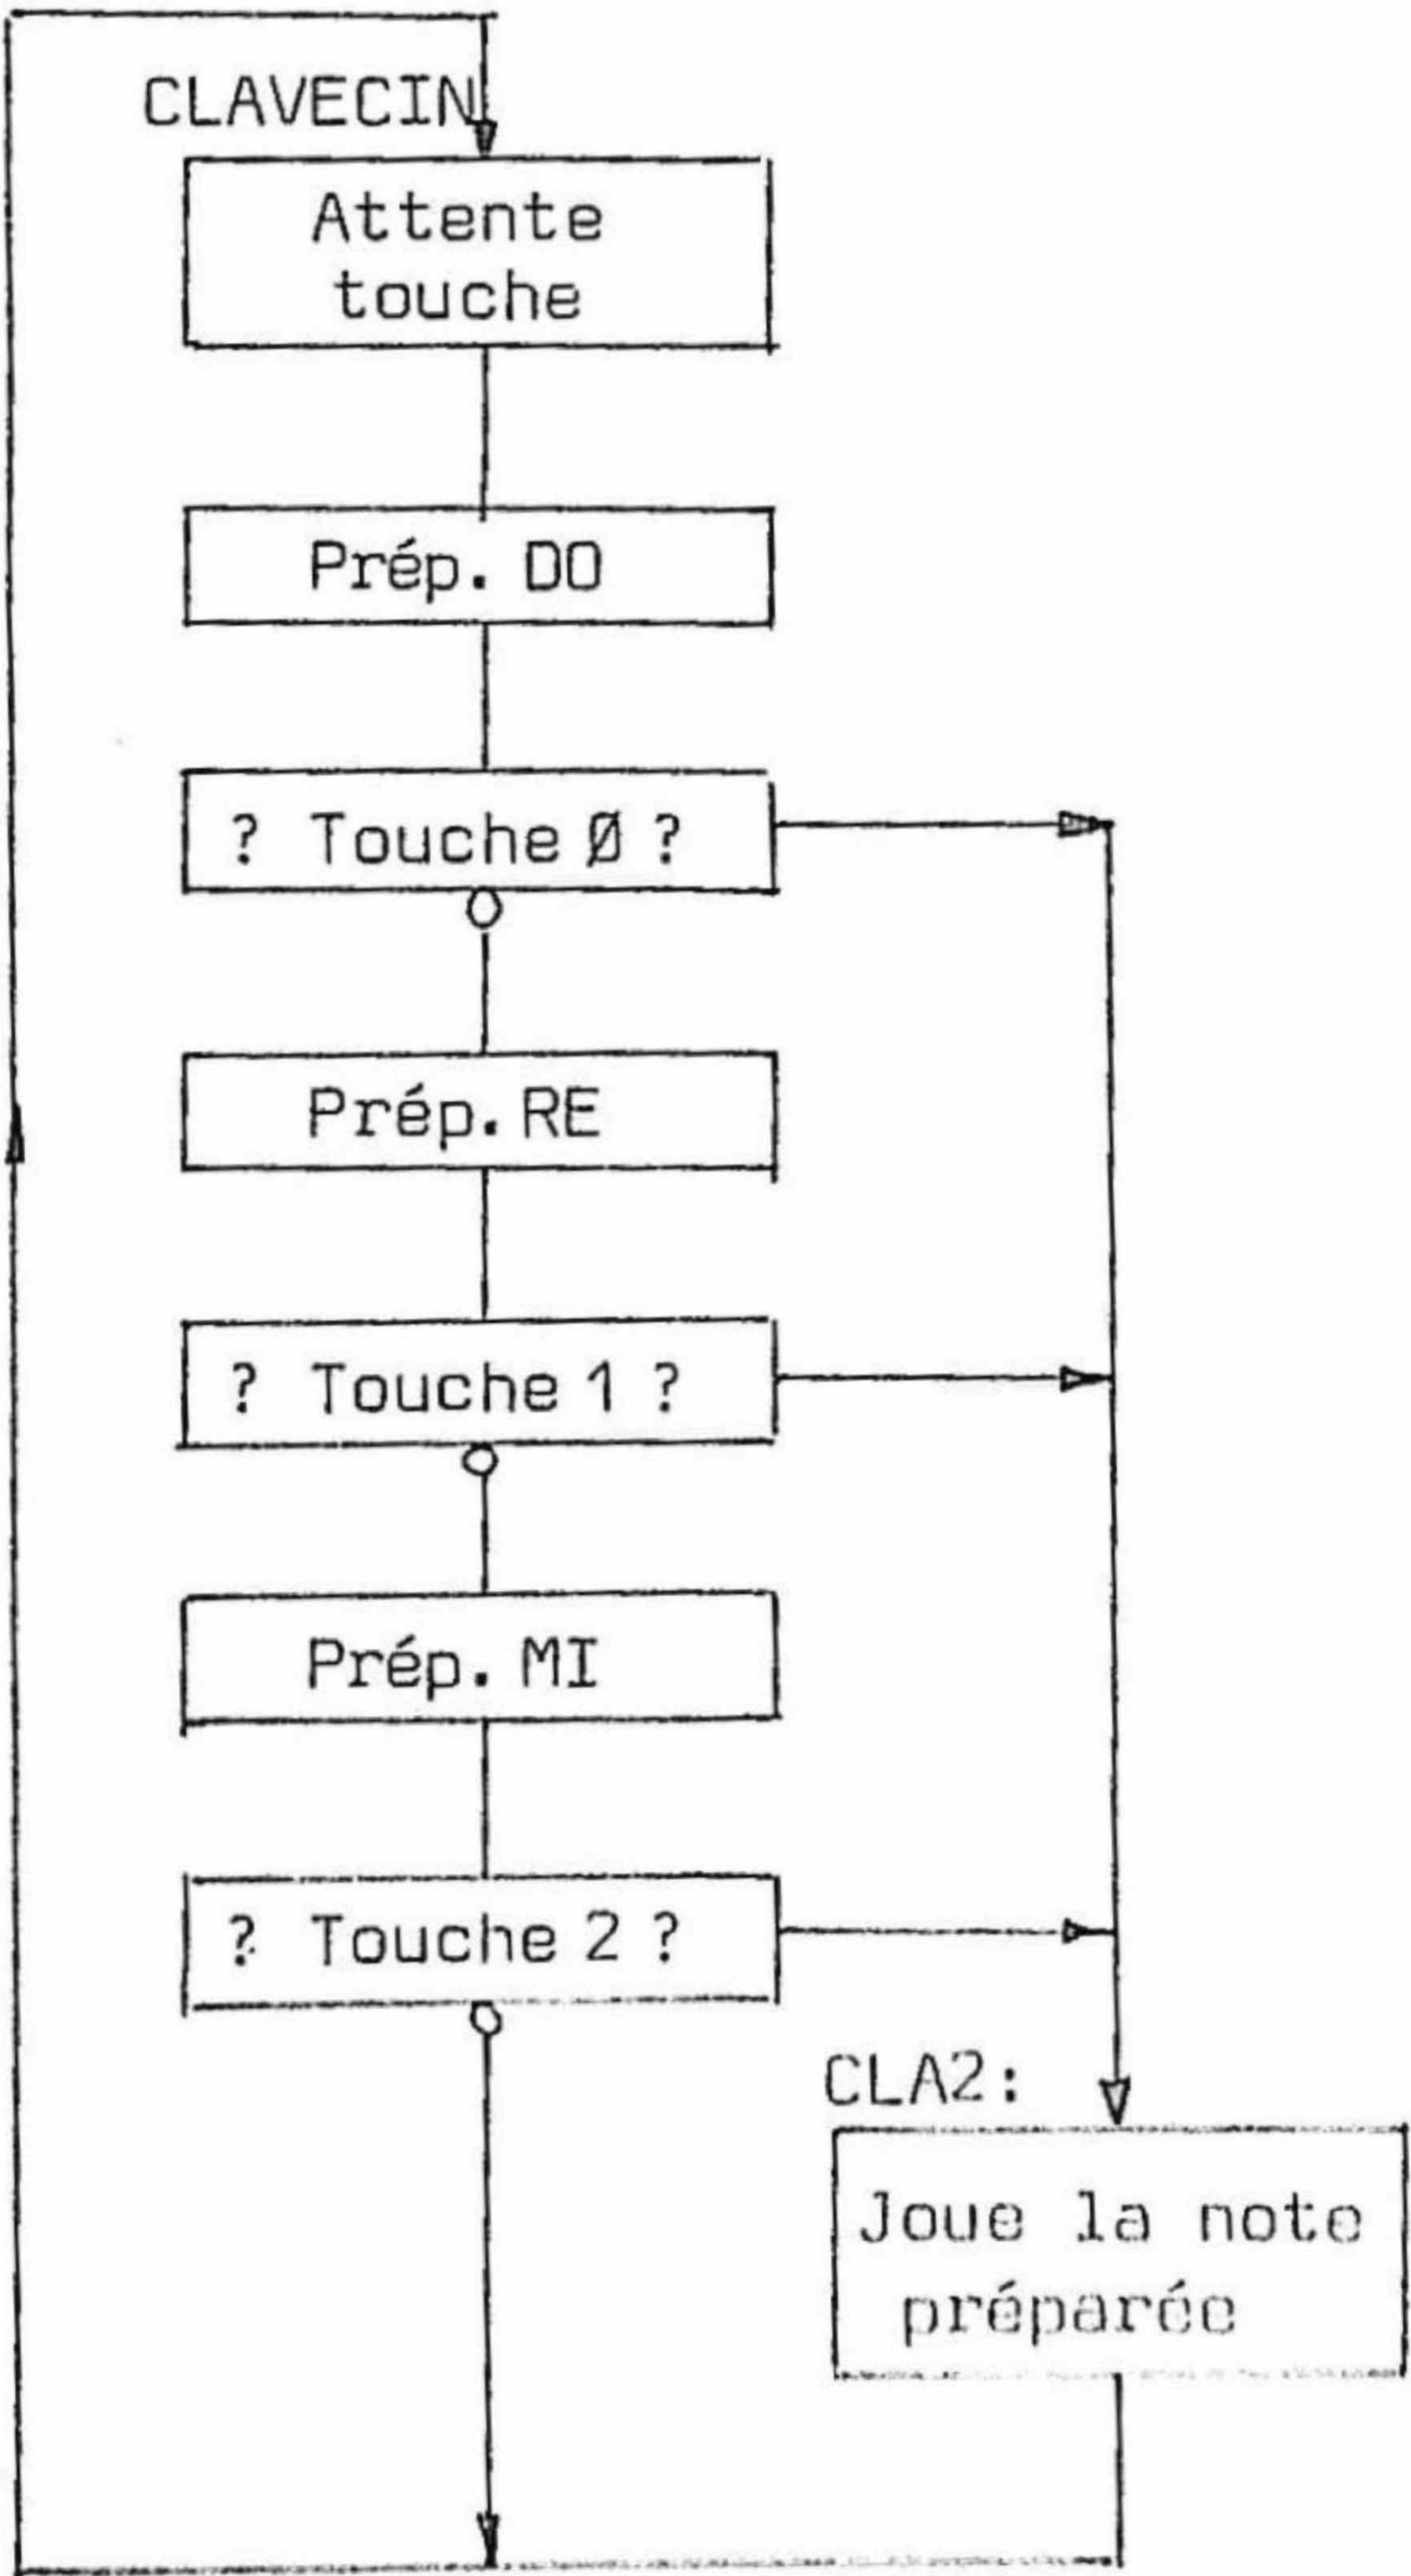 CLAVECIN
Attente
touche
Prép. DO
? Touche Ø ?
Prép. RE
? Touche 1 ?
Prép. MI
? Touche 2 ?
CLA2:
Joue la note
préparée